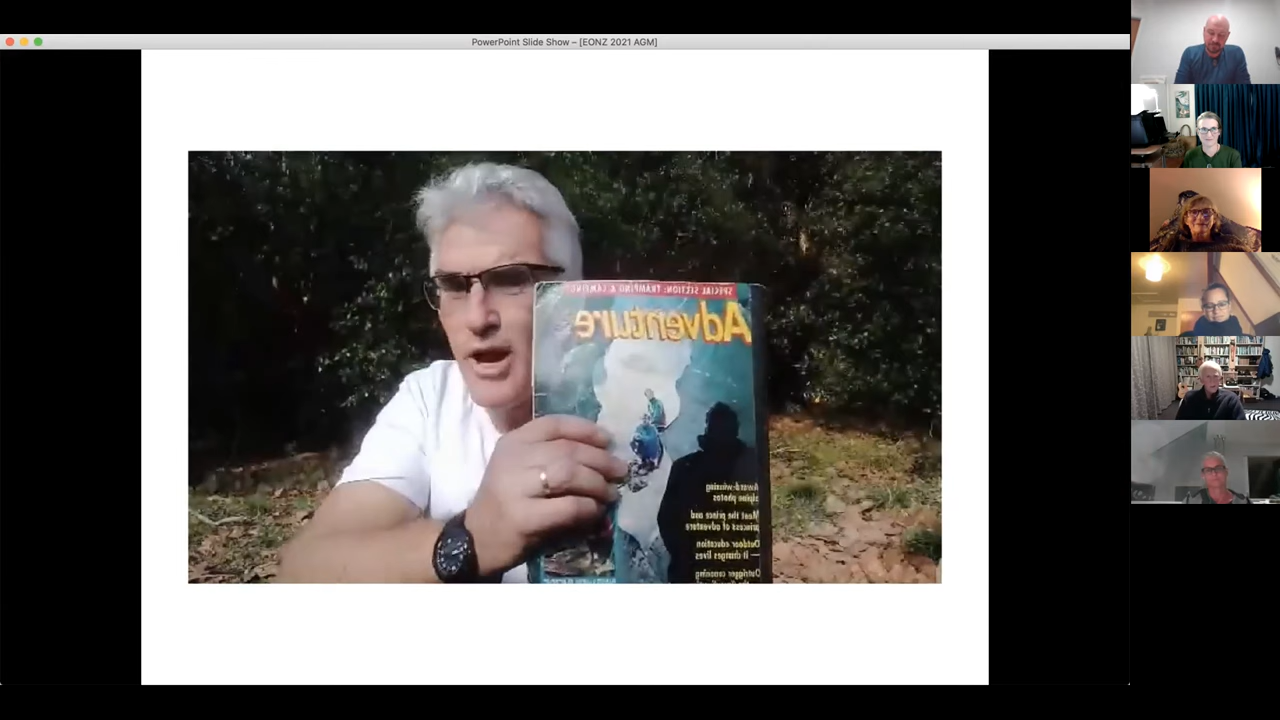 PowerPoint Slide Show – [EONZ 2021 AGM]
SPECIAL SECTION: TRAMPING & CAMPING
Adventure
Award-winning
alpine photos
Meet the prince and
princess of adventure
Outdoor education
— it changes lives
Outrigger canoeing